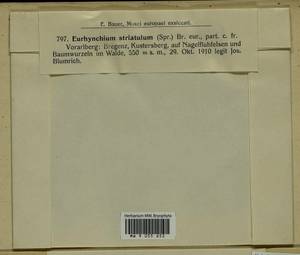 E. Bauer, Musci europaei exsiccati.
797. Eurhynchium striatulum (Spr.) Br. eur., part. c. fr.
Vorarlberg: Bregenz, Kustersberg, auf Nagelfluhfelsen und
Baumwurzeln im Walde, 550 m s. m., 29. Okt. 1910 legit Jos.
Blumrich.
Herbarium MW, Bryophyta